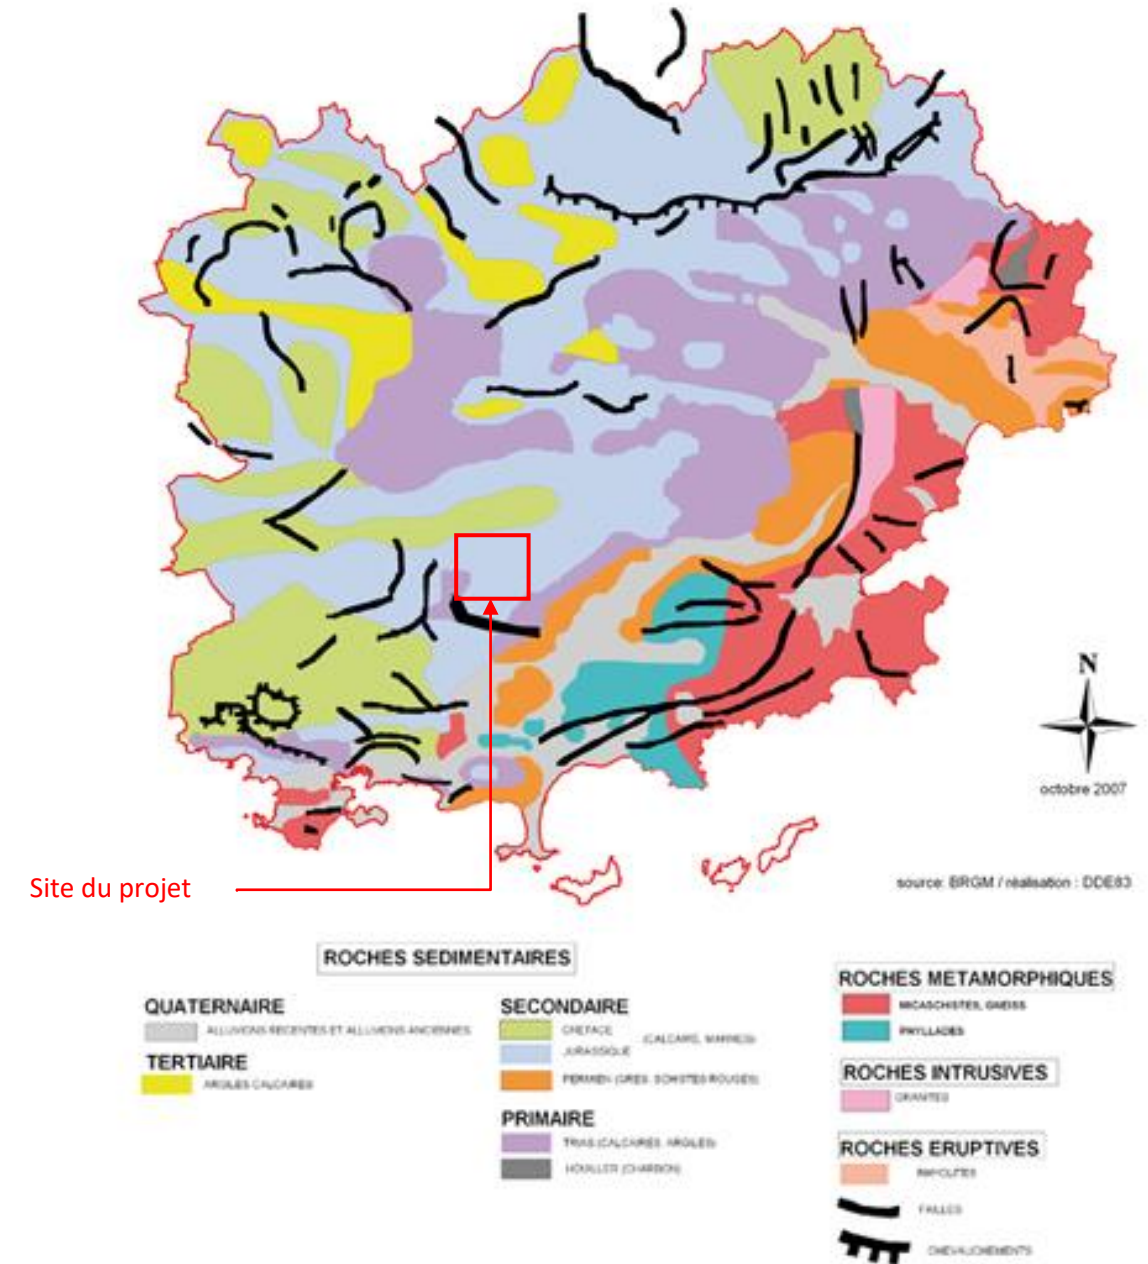 N
octobre 2007
source: BRGM / réalisation : DDE83
Site du projet
ROCHES SEDIMENTAIRES
QUATERNAIRE
ALLUVIONS RECENTES ET ALLUVIONS ANCIENNES
TERTIAIRE
ARGILES CALCAIRES
SECONDAIRE
CRETACE
(CALCAIRE, MARNES)
JURASSIQUE
PERMIEN (GRES, SCHISTES ROUGES)
PRIMAIRE
TRIAS (CALCAIRES, ARGILES)
HOUILLER (CHARBON)
ROCHES METAMORPHIQUES
MICASCHISTES, GNEISS
PHYLLADES
ROCHES INTRUSIVES
GRANITES
ROCHES ERUPTIVES
RHYOLITES
FAILLES
CHEVAUCHEMENTS